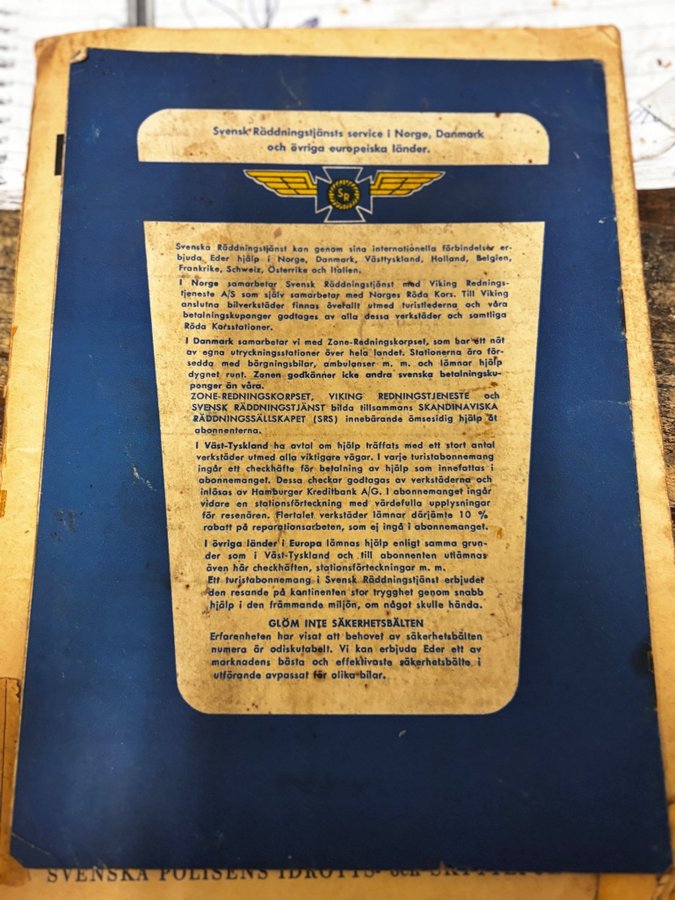 Svensk Räddningstjänsts service i Norge, Danmark
och övriga europeiska länder.
SR
Svenska Räddningstjänst kan genom sina internationella förbindelser er-
bjuda Eder hjälp i Norge, Danmark, Västtyskland, Holland, Belgien,
Frankrike, Schweiz, Österrike och Italien.
I Norge samarbetar Svensk Räddningstjänst med Viking Rednings-
tjeneste A/S som själv samarbetar med Norges Röda Kors. Till Viking
anslutna bilverkstäder finnas överallt utmed turistlederna och våra
betalningskuponger godtages av alla dessa verkstäder och samtliga
Röda Korsstationer.
I Danmark samarbetar vi med Zone-Redningskorpset, som har ett nät
av egna utryckningsstationer över hela landet. Stationerna äro för-
sedda med bärgningsbilar, ambulanser m. m. och lämnar hjälp
dygnet runt. Zonen godkänner icke andra svenska betalningsku-
ponger än våra.
ZONE-REDNINGSKORPSET, VIKING REDNINGSTJENESTE och
SVENSK RÄDDNINGSTJÄNST bilda tillsammans SKANDINAVISKA
RÄDDNINGSSÄLLSKAPET (SRS) innebärande ömsesidig hjälp åt
abonnenterna.
I Väst-Tyskland ha avtal om hjälp träffats med ett stort antal
verkstäder utmed alla viktigare vägar. I varje turistabonnemang
ingår ett checkhäfte för betalning av hjälp som innefattas i
abonnemanget. Dessa checkar godtagas av verkstäderna och
inlösas av Hamburger Kreditbank A/G. I abonnemanget ingår
vidare en stationsförteckning med värdefulla upplysningar
för resenären. Flertalet verkstäder lämnar därjämte 10 %
rabatt på reparationsarbeten, som ej ingå i abonnemanget.
I övriga länder i Europa lämnas hjälp enligt samma grun-
der som i Väst-Tyskland och till abonnenten utlämnas
även här checkhäften, stationsförteckningar m. m.
Ett turistabonnemang i Svensk Räddningstjänst erbjuder
den resande på kontinenten stor trygghet genom snabb
hjälp i den främmande miljön, om något skulle hända.
GLÖM INTE SÄKERHETSBÄLTEN
Erfarenheten har visat att behovet av säkerhetsbälten
numera är odiskutabelt. Vi kan erbjuda Eder ett av
marknadens bästa och effektivaste säkerhetsbälte i
utförande avpassat för olika bilar.
SVENSKA POLISENS IDROTTS- och